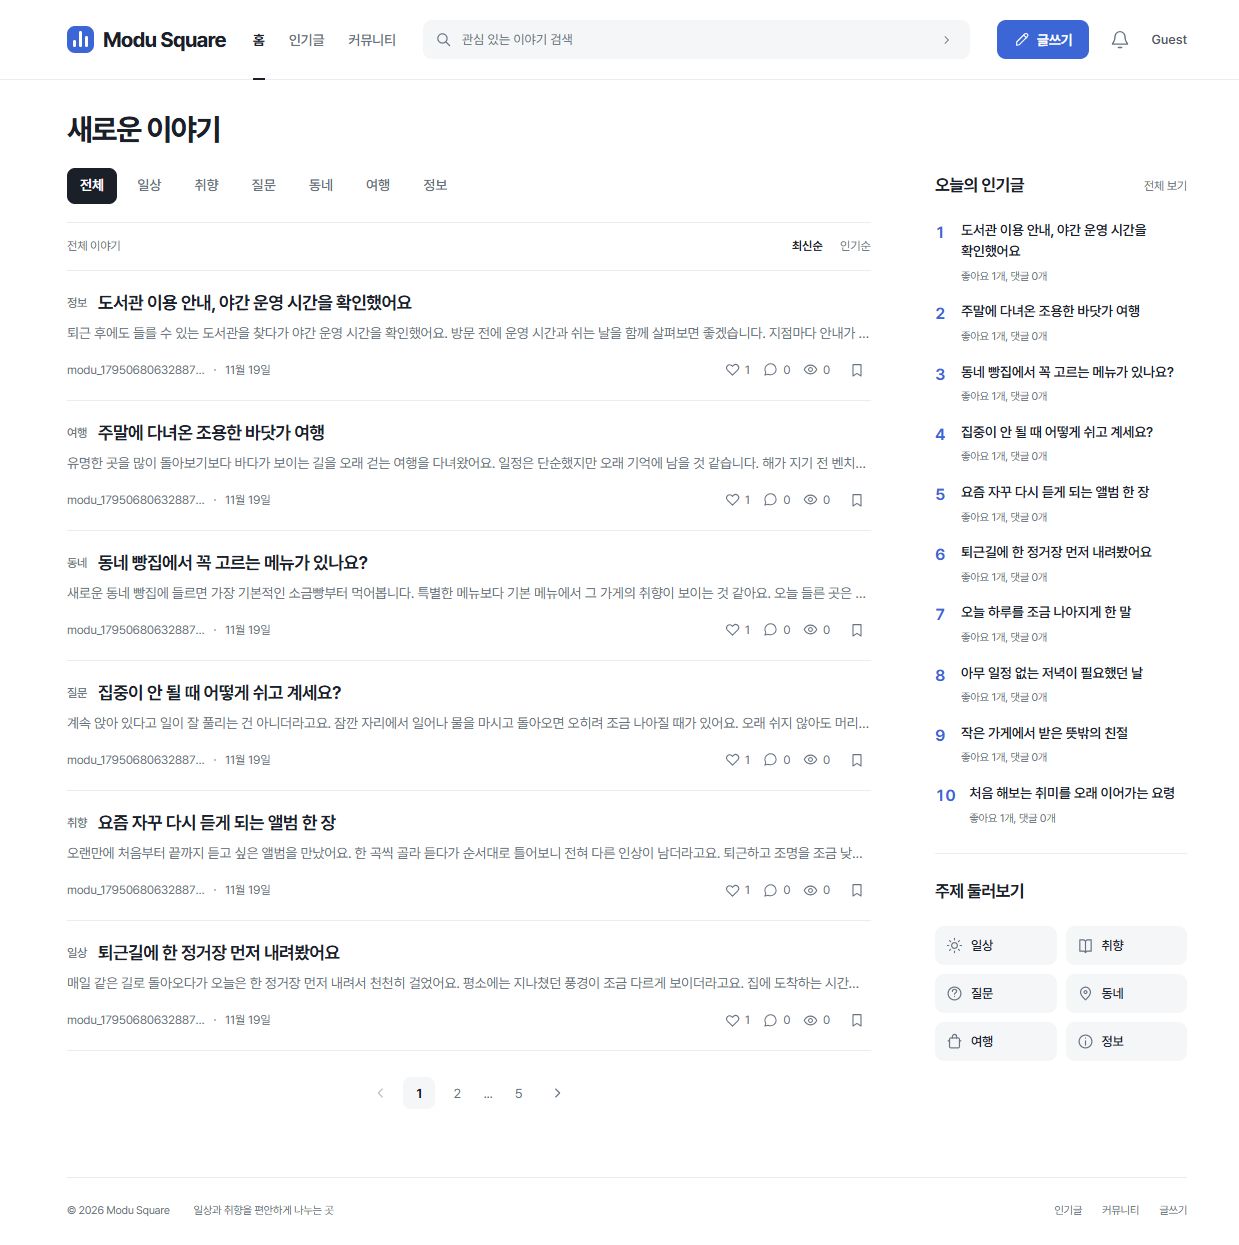 Modu Square 홈 인기글 커뮤니티 관심 있는 이야기 검색 글쓰기 Guest
새로운 이야기
전체 일상 취향 질문 동네 여행 정보
전체 이야기 최신순 인기순
정보 도서관 이용 안내, 야간 운영 시간을 확인했어요
퇴근 후에도 들를 수 있는 도서관을 찾다가 야간 운영 시간을 확인했어요. 방문 전에 운영 시간과 쉬는 날을 함께 살펴보면 좋겠습니다. 지점마다 안내가 ...
modu_17950680632887... · 11월 19일 1 0 0
여행 주말에 다녀온 조용한 바닷가 여행
유명한 곳을 많이 돌아보기보다 바다가 보이는 길을 오래 걷는 여행을 다녀왔어요. 일정은 단순했지만 오래 기억에 남을 것 같습니다. 해가 지기 전 벤치...
modu_17950680632887... · 11월 19일 1 0 0
동네 동네 빵집에서 꼭 고르는 메뉴가 있나요?
새로운 동네 빵집에 들르면 가장 기본적인 소금빵부터 먹어봅니다. 특별한 메뉴보다 기본 메뉴에서 그 가게의 취향이 보이는 것 같아요. 오늘 들른 곳은 ...
modu_17950680632887... · 11월 19일 1 0 0
질문 집중이 안 될 때 어떻게 쉬고 계세요?
계속 앉아 있다고 일이 잘 풀리는 건 아니더라고요. 잠깐 자리에서 일어나 물을 마시고 돌아오면 오히려 조금 나아질 때가 있어요. 오래 쉬지 않아도 머리...
modu_17950680632887... · 11월 19일 1 0 0
취향 요즘 자꾸 다시 듣게 되는 앨범 한 장
오랜만에 처음부터 끝까지 듣고 싶은 앨범을 만났어요. 한 곡씩 골라 듣다가 순서대로 틀어보니 전혀 다른 인상이 남더라고요. 퇴근하고 조명을 조금 낮...
modu_17950680632887... · 11월 19일 1 0 0
일상 퇴근길에 한 정거장 먼저 내려봤어요
매일 같은 길로 돌아오다가 오늘은 한 정거장 먼저 내려서 천천히 걸었어요. 평소에는 지나쳤던 풍경이 조금 다르게 보이더라고요. 집에 도착하는 시간...
modu_17950680632887... · 11월 19일 1 0 0
1 2 ... 5
오늘의 인기글 전체 보기
1 도서관 이용 안내, 야간 운영 시간을
확인했어요
좋아요 1개, 댓글 0개
2 주말에 다녀온 조용한 바닷가 여행
좋아요 1개, 댓글 0개
3 동네 빵집에서 꼭 고르는 메뉴가 있나요?
좋아요 1개, 댓글 0개
4 집중이 안 될 때 어떻게 쉬고 계세요?
좋아요 1개, 댓글 0개
5 요즘 자꾸 다시 듣게 되는 앨범 한 장
좋아요 1개, 댓글 0개
6 퇴근길에 한 정거장 먼저 내려봤어요
좋아요 1개, 댓글 0개
7 오늘 하루를 조금 나아지게 한 말
좋아요 1개, 댓글 0개
8 아무 일정 없는 저녁이 필요했던 날
좋아요 1개, 댓글 0개
9 작은 가게에서 받은 뜻밖의 친절
좋아요 1개, 댓글 0개
10 처음 해보는 취미를 오래 이어가는 요령
좋아요 1개, 댓글 0개
주제 둘러보기
일상 취향
질문 동네
여행 정보
© 2026 Modu Square 일상과 취향을 편안하게 나누는 곳 인기글 커뮤니티 글쓰기